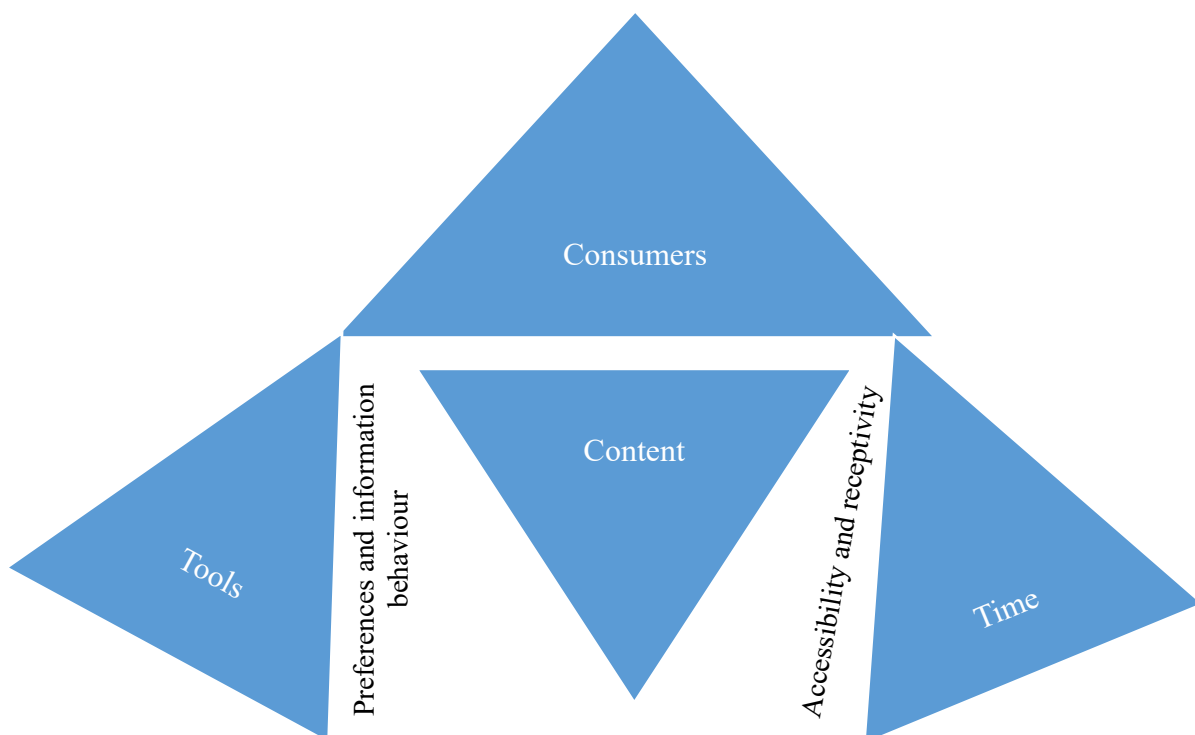 Consumers
Content
Tools
Preferences and information
behaviour
Accessibility and receptivity
Time